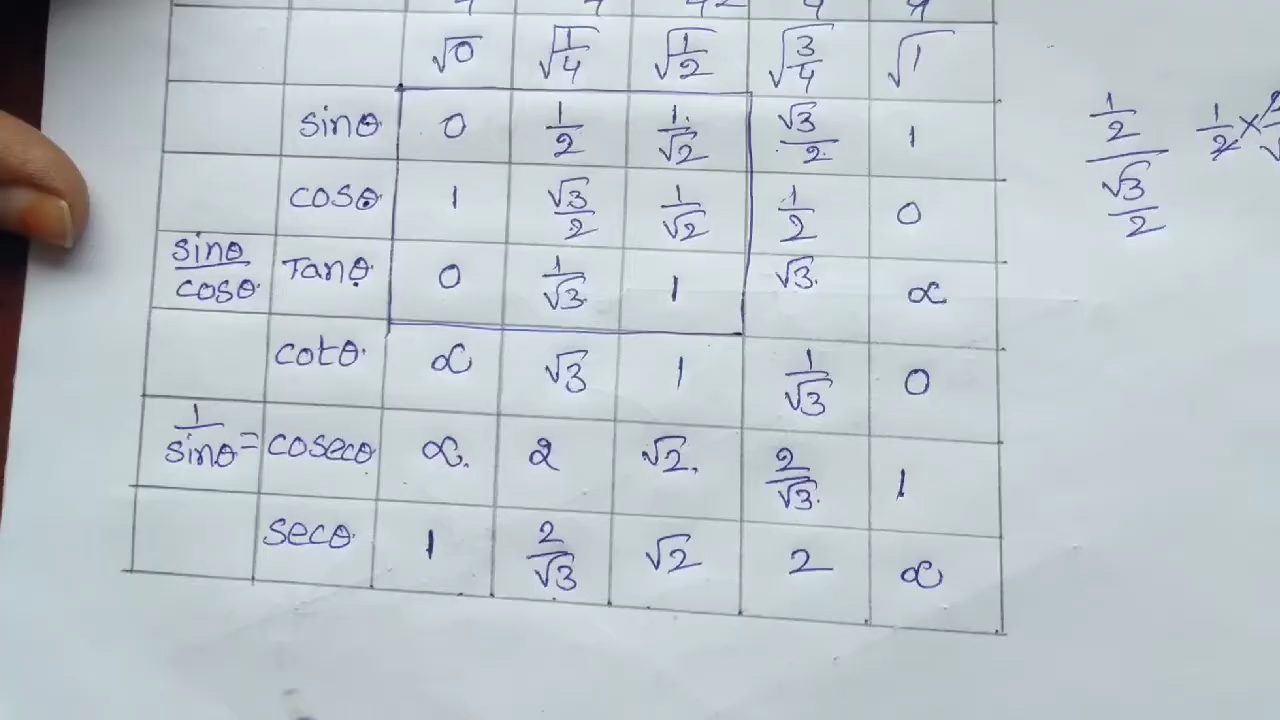 √0 √1/4 √1/2 √3/4 √1
sinθ 0 1/2 1/√2 √3/2 1
cosθ 1 √3/2 1/√2 1/2 0
sinθ/cosθ Tanθ 0 1/√3 1 √3 ∝
cotθ ∝ √3 1 1/√3 0
1/sinθ = cosecθ ∝ 2 √2 2/√3 1
secθ 1 2/√3 √2 2 ∝
1/2 / √3/2
1/2 ×